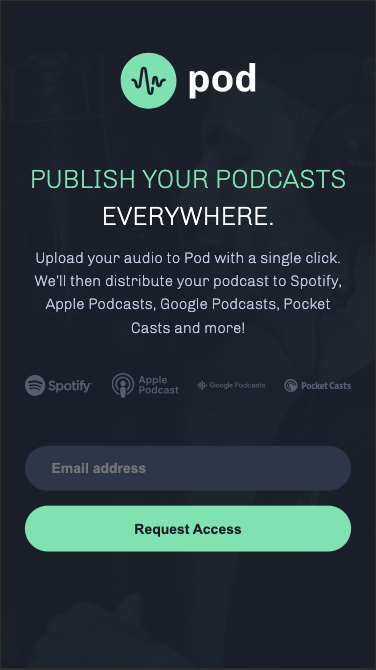 pod
PUBLISH YOUR PODCASTS
EVERYWHERE.
Upload your audio to Pod with a single click.
We'll then distribute your podcast to Spotify,
Apple Podcasts, Google Podcasts, Pocket
Casts and more!
Spotify Apple Podcast Google Podcasts Pocket Casts
Email address
Request Access